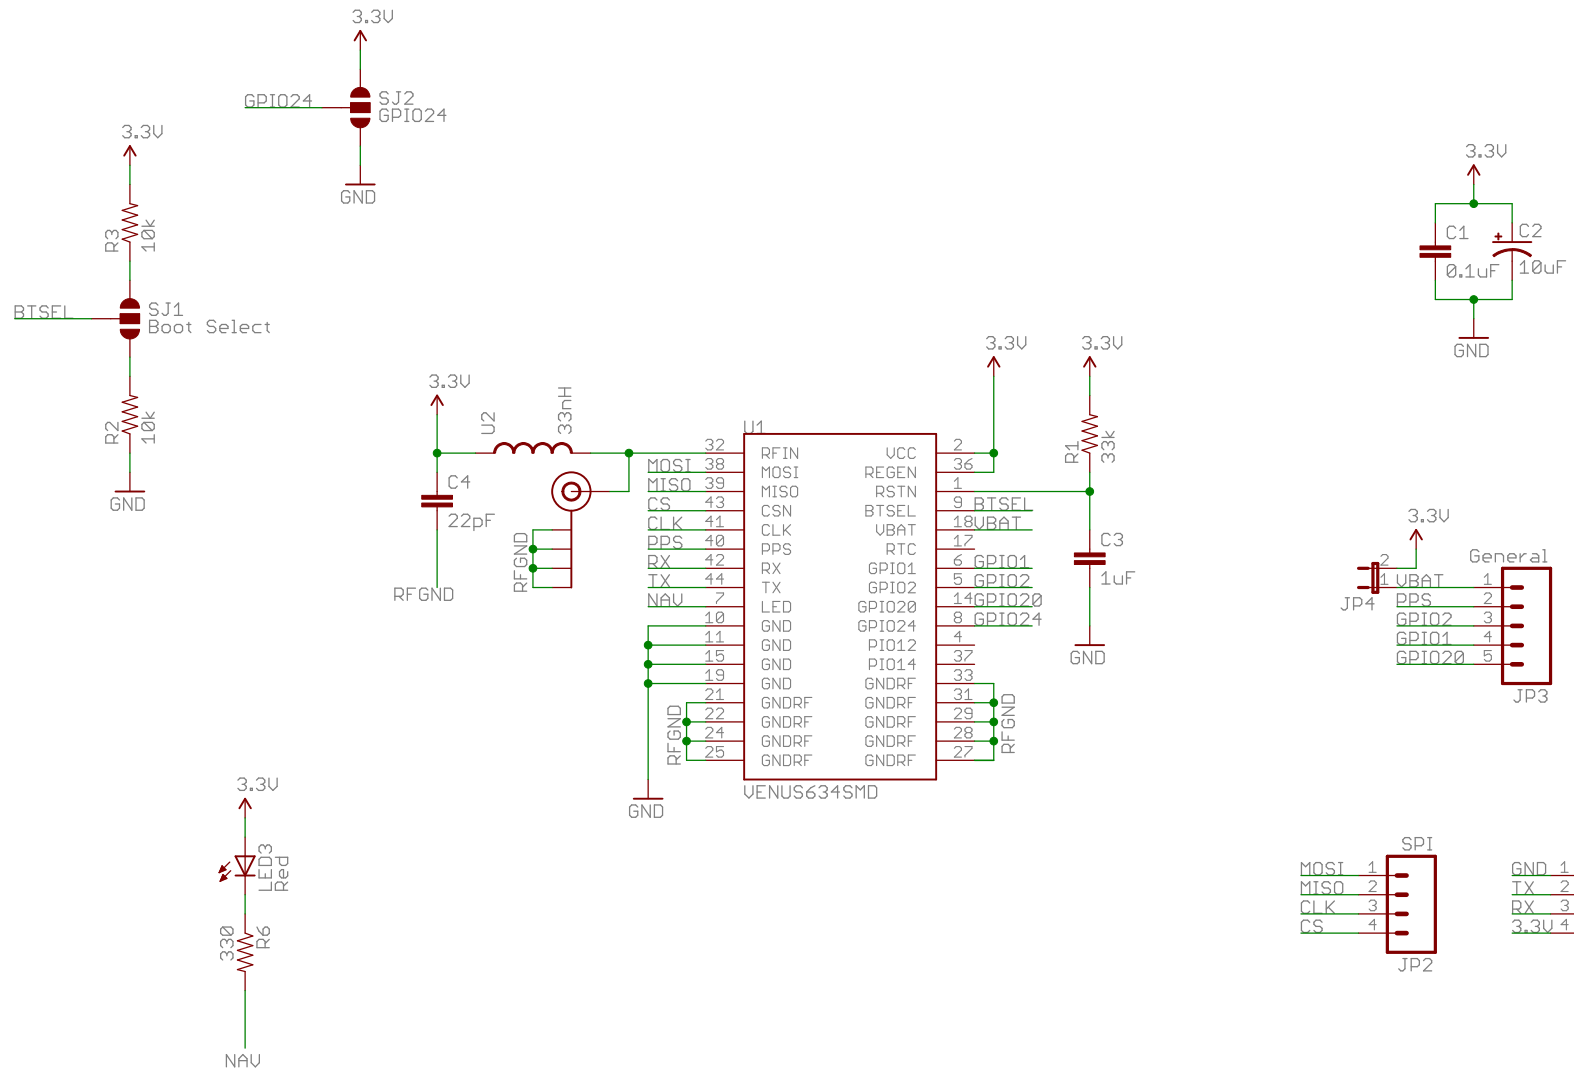 3.3V
GPIO24
SJ2
GPIO24
GND
3.3V
R3
10k
BTSEL
SJ1
Boot Select
R2
10k
GND
3.3V
C1
0.1uF
C2
10uF
GND
3.3V
U2
33nH
C4
22pF
RFGND
RFGND
MOSI
MISO
CS
CLK
PPS
RX
TX
NAV
U1
32 RFIN VCC 2
38 MOSI REGEN 36
39 MISO RSTN 1
43 CSN BTSEL 9
41 CLK VBAT 18
40 PPS RTC 17
42 RX GPIO1 6
44 TX GPIO2 5
7 LED GPIO20 14
10 GND GPIO24 8
11 GND PIO12 4
15 GND PIO14 37
19 GND GNDRF 33
21 GNDRF GNDRF 31
22 GNDRF GNDRF 29
24 GNDRF GNDRF 28
25 GNDRF GNDRF 27
VENUS634SMD
RFGND
GND
RFGND
BTSEL
VBAT
GPIO1
GPIO2
GPIO20
GPIO24
3.3V
3.3V
R1
33k
C3
1uF
GND
3.3V
2
1
JP4
General
VBAT 1
PPS 2
GPIO2 3
GPIO1 4
GPIO20 5
JP3
3.3V
LED3
Red
330
R6
NAV
SPI
MOSI 1
MISO 2
CLK 3
CS 4
JP2
GND 1
TX 2
RX 3
3.3V 4